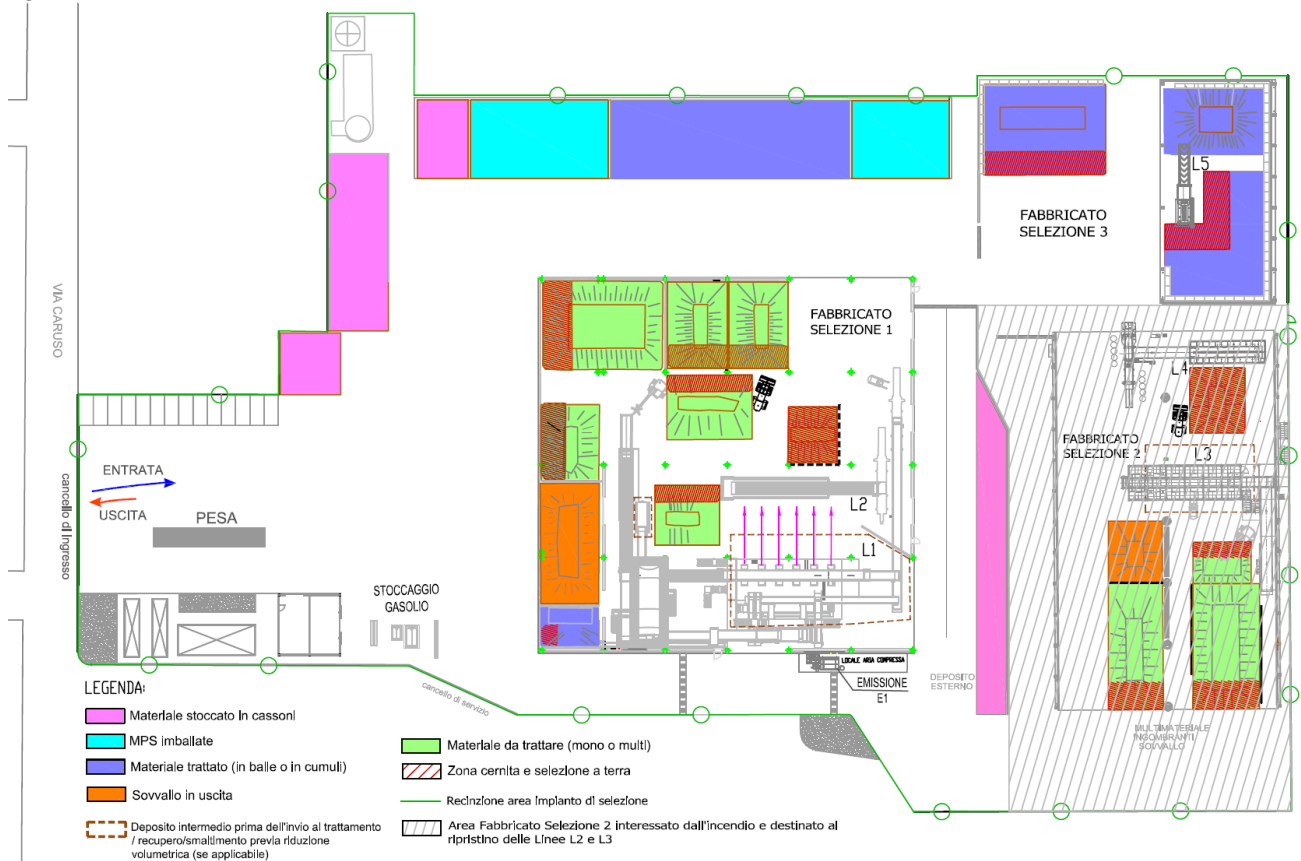 VIA CARUSO
cancello di ingresso
ENTRATA
USCITA
PESA
STOCCAGGIO
GASOLIO
cancello di servizio
FABBRICATO
SELEZIONE 1
L2
L1
LOCALE ARIA COMPRESSA
EMISSIONE
E1
DEPOSITO
ESTERNO
FABBRICATO
SELEZIONE 3
L5
L4
FABBRICATO
SELEZIONE 2
L3
MULTIMATERIALE
INGOMBRANTI
SOVVALLO
LEGENDA:
Materiale stoccato in cassoni
MPS imballate
Materiale trattato (in balle o in cumuli)
Sovvallo in uscita
Deposito intermedio prima dell'invio al trattamento
/ recupero/smaltimento previa riduzione
volumetrica (se applicabile)
Materiale da trattare (mono o multi)
Zona cernita e selezione a terra
Recinzione area impianto di selezione
Area Fabbricato Selezione 2 interessato dall'incendio e destinato al
ripristino delle Linee L2 e L3